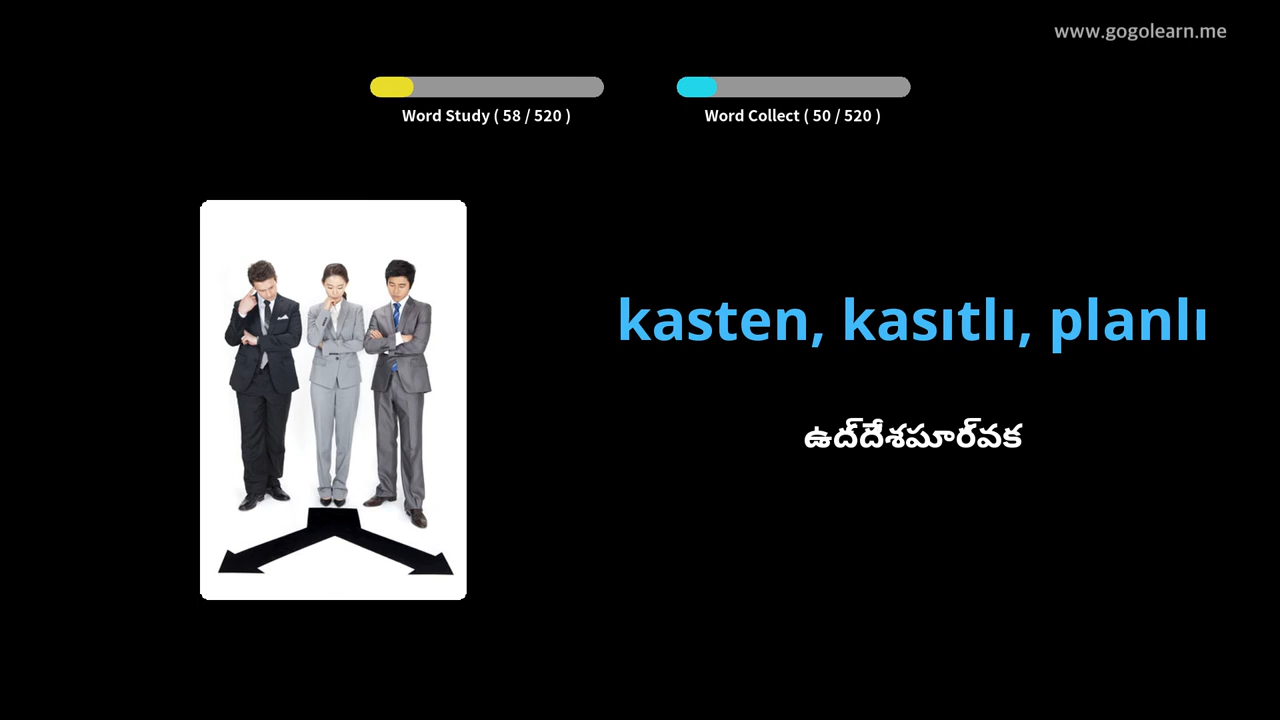 www.gogolearn.me
Word Study ( 58 / 520 )
Word Collect ( 50 / 520 )
kasten, kasıtlı, planlı
ఉద్‌దేశపూర్‌వక